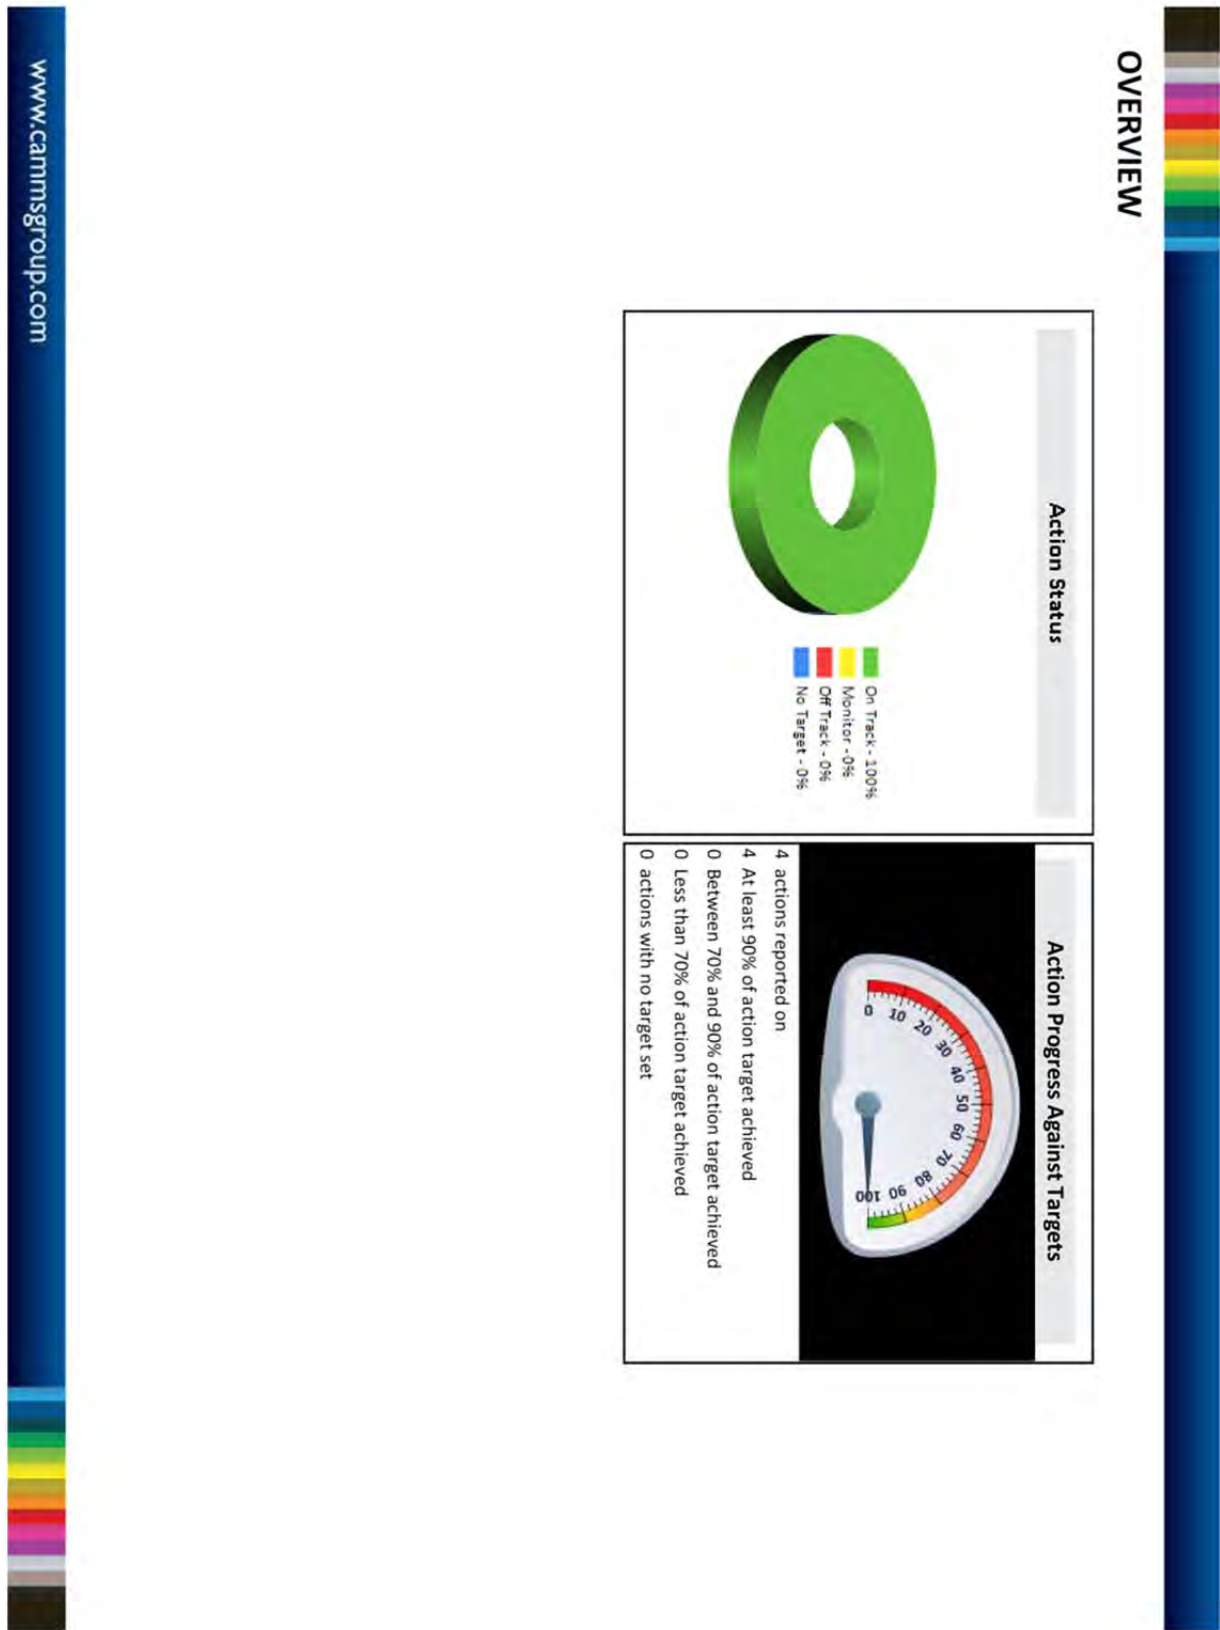 OVERVIEW
Action Status
On Track - 100%
Monitor - 0%
Off Track - 0%
No Target - 0%
Action Progress Against Targets
0 10 20 30 40 50 60 70 80 90 100
4 actions reported on
4 At least 90% of action target achieved
0 Between 70% and 90% of action target achieved
0 Less than 70% of action target achieved
0 actions with no target set
www.cammsgroup.com